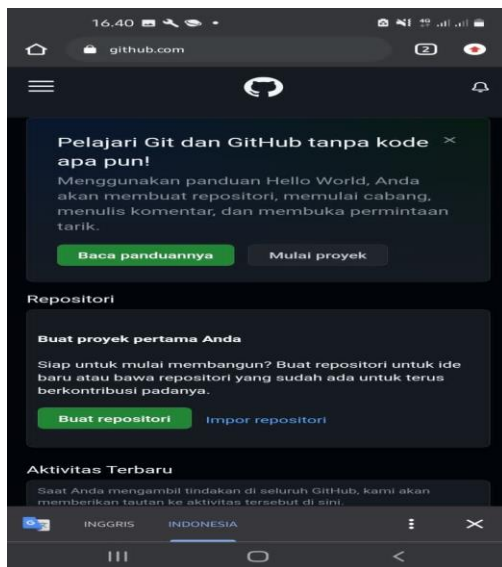 16.40
github.com
2
Pelajari Git dan GitHub tanpa kode
apa pun!
Menggunakan panduan Hello World, Anda
akan membuat repositori, memulai cabang,
menulis komentar, dan membuka permintaan
tarik.
Baca panduannya Mulai proyek
Repositori
Buat proyek pertama Anda
Siap untuk mulai membangun? Buat repositori untuk ide
baru atau bawa repositori yang sudah ada untuk terus
berkontribusi padanya.
Buat repositori Impor repositori
Aktivitas Terbaru
Saat Anda mengambil tindakan di seluruh GitHub, kami akan
memberikan tautan ke aktivitas tersebut di sini.
INGGRIS INDONESIA